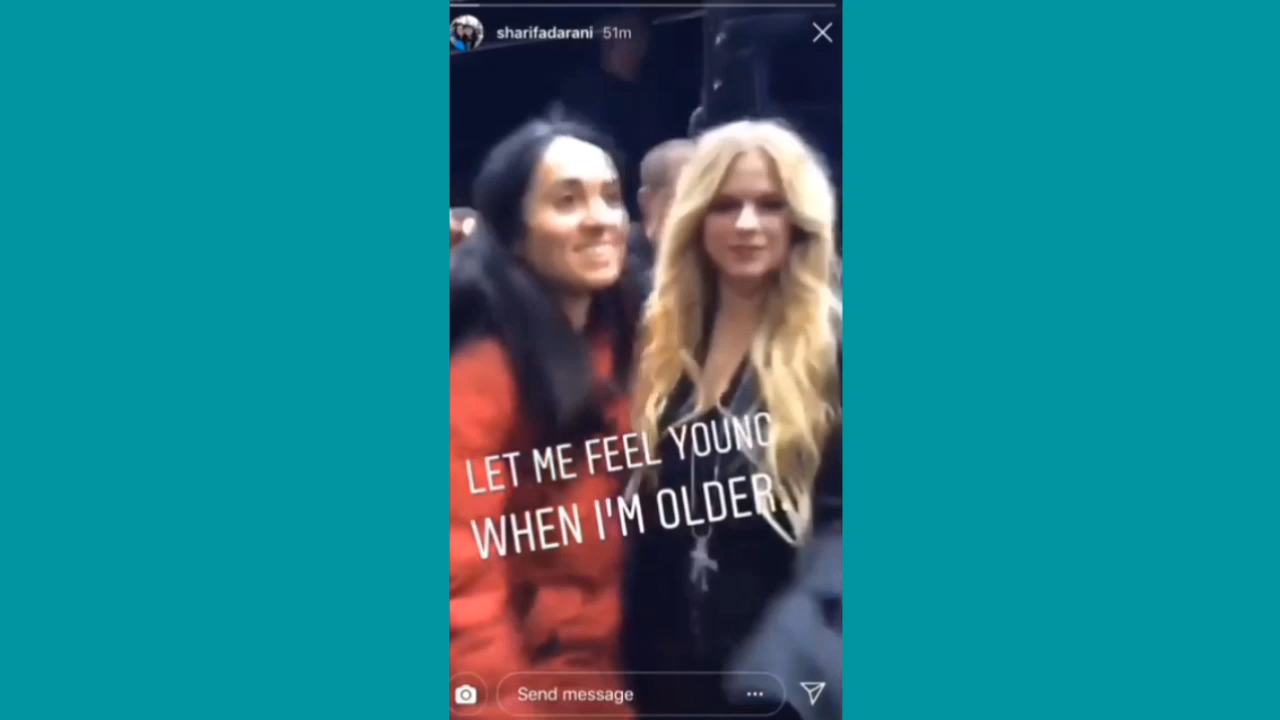 sharifadarani 51m
LET ME FEEL YOUNG
WHEN I'M OLDER.
Send message